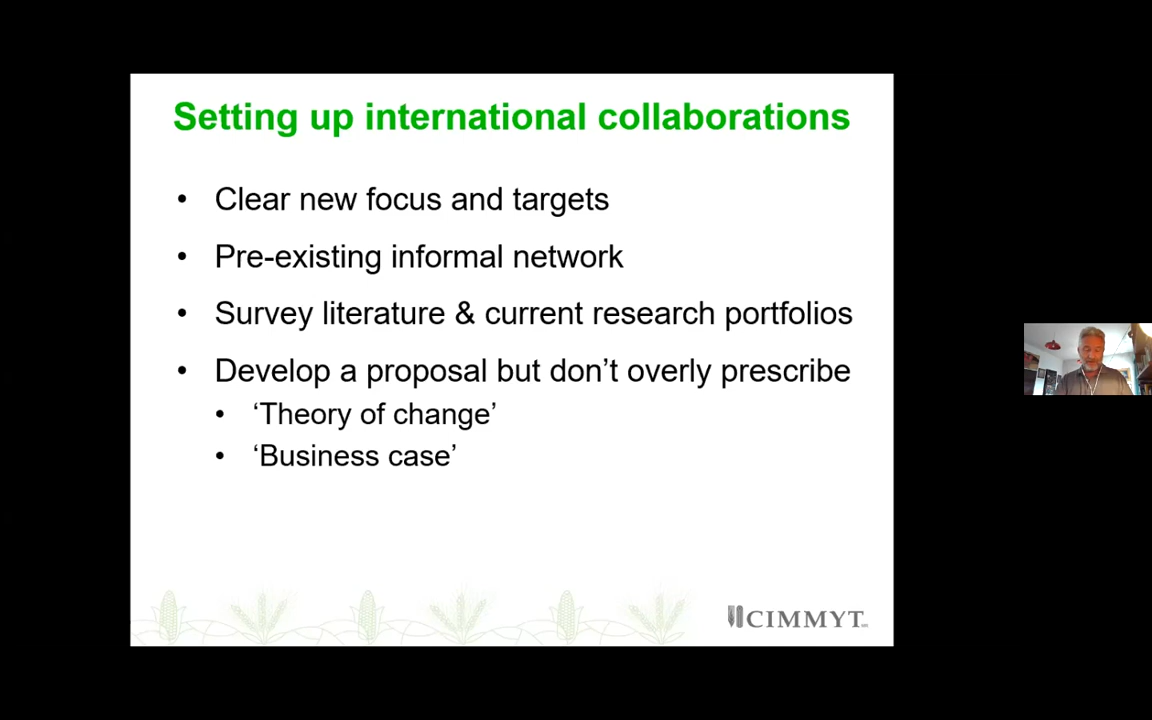 Setting up international collaborations
• Clear new focus and targets
• Pre-existing informal network
• Survey literature & current research portfolios
• Develop a proposal but don’t overly prescribe
• ‘Theory of change’
• ‘Business case’
CIMMYT